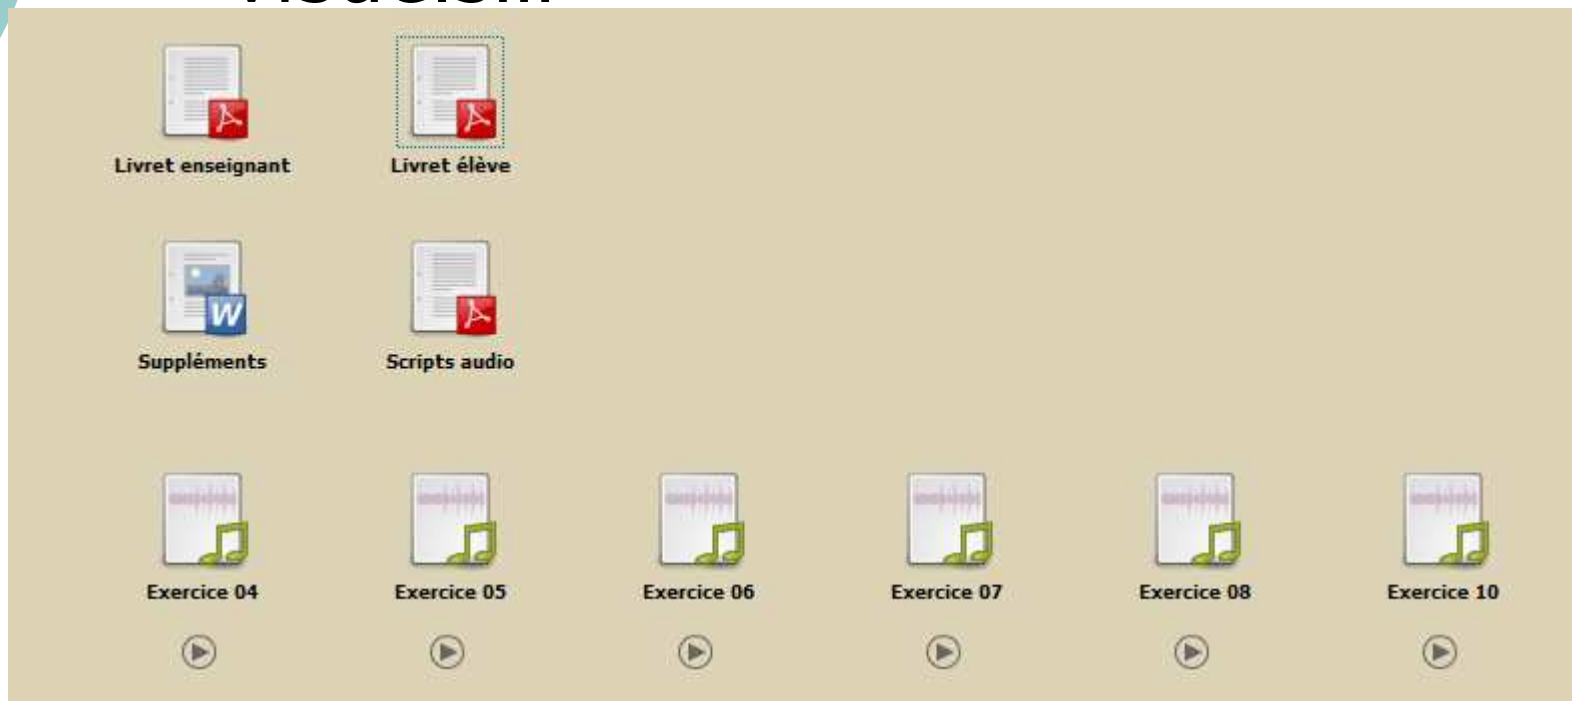 Livret enseignant Livret élève
W
Suppléments Scripts audio
Exercice 04 Exercice 05 Exercice 06 Exercice 07 Exercice 08 Exercice 10